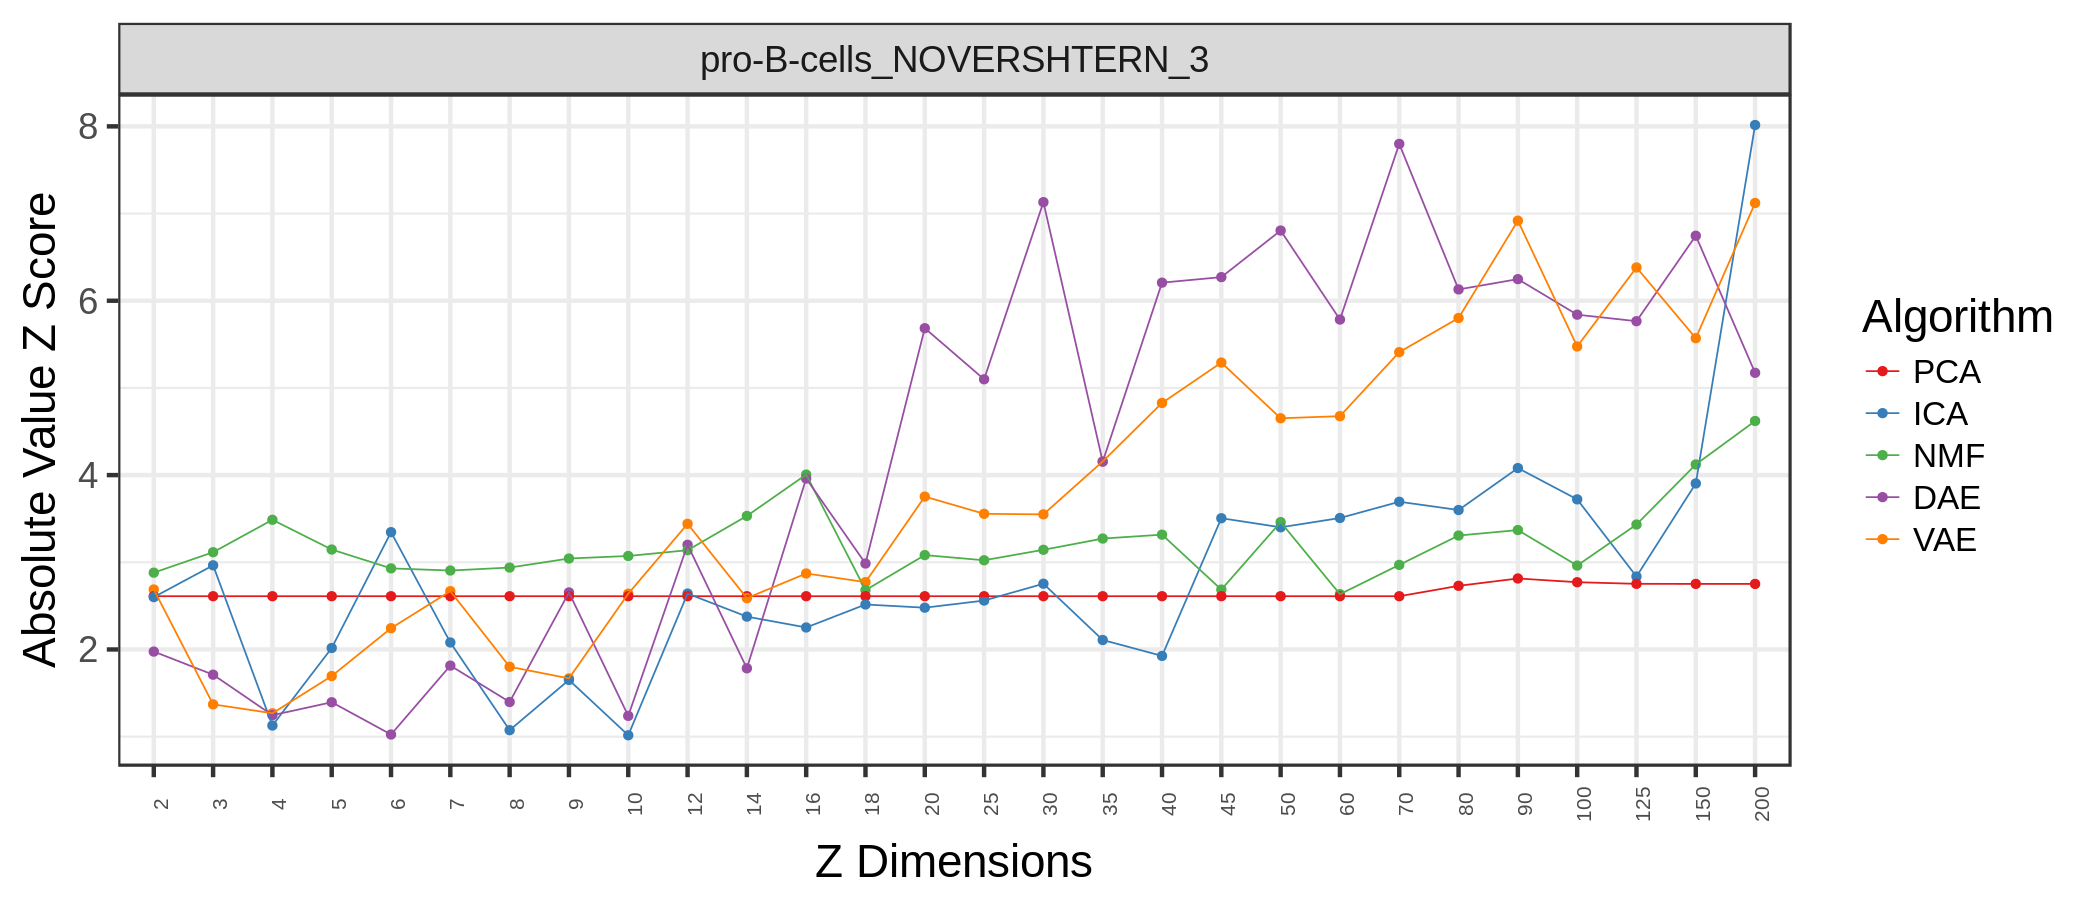 pro-B-cells_NOVERSHTERN_3
Absolute Value Z Score
8
6
4
2
2 3 4 5 6 7 8 9 10 12 14 16 18 20 25 30 35 40 45 50 60 70 80 90 100 125 150 200
Z Dimensions
Algorithm
PCA
ICA
NMF
DAE
VAE